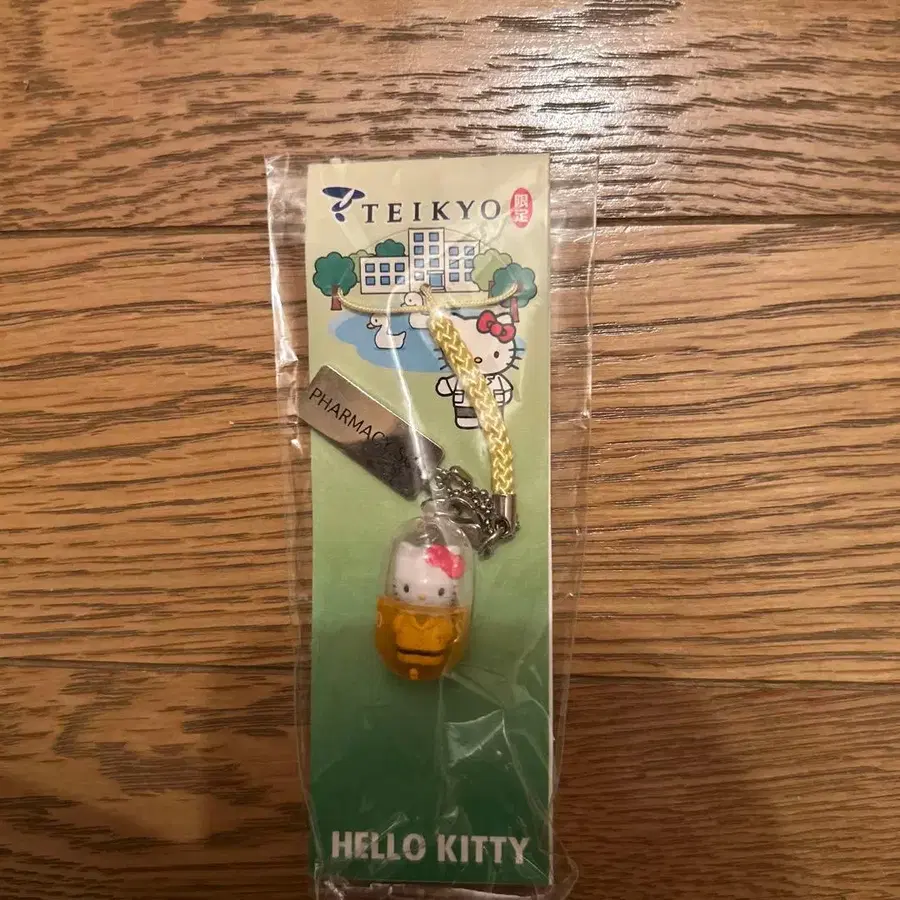 TEIKYO 限定
PHARMACY
HELLO KITTY